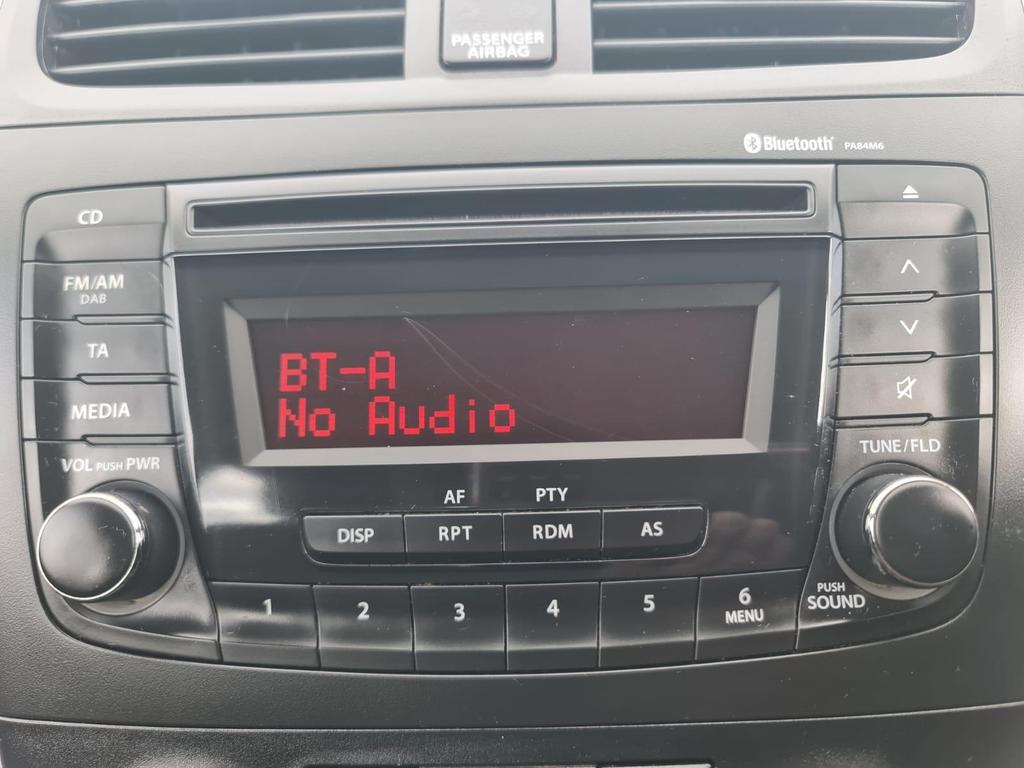 PASSENGER
AIRBAG
Bluetooth PA84M6
CD
FM/AM
DAB
TA
MEDIA
VOL PUSH PWR
BT-A
No Audio
TUNE/FLD
AF PTY
DISP RPT RDM AS
1 2 3 4 5 6
MENU
PUSH
SOUND